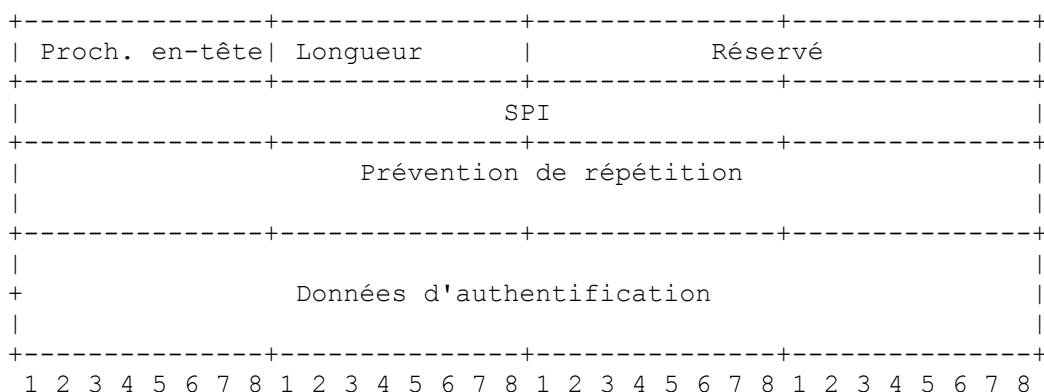 Proch. en-tête Longueur Réservé
SPI
Prévention de répétition
Données d'authentification
1 2 3 4 5 6 7 8 1 2 3 4 5 6 7 8 1 2 3 4 5 6 7 8 1 2 3 4 5 6 7 8